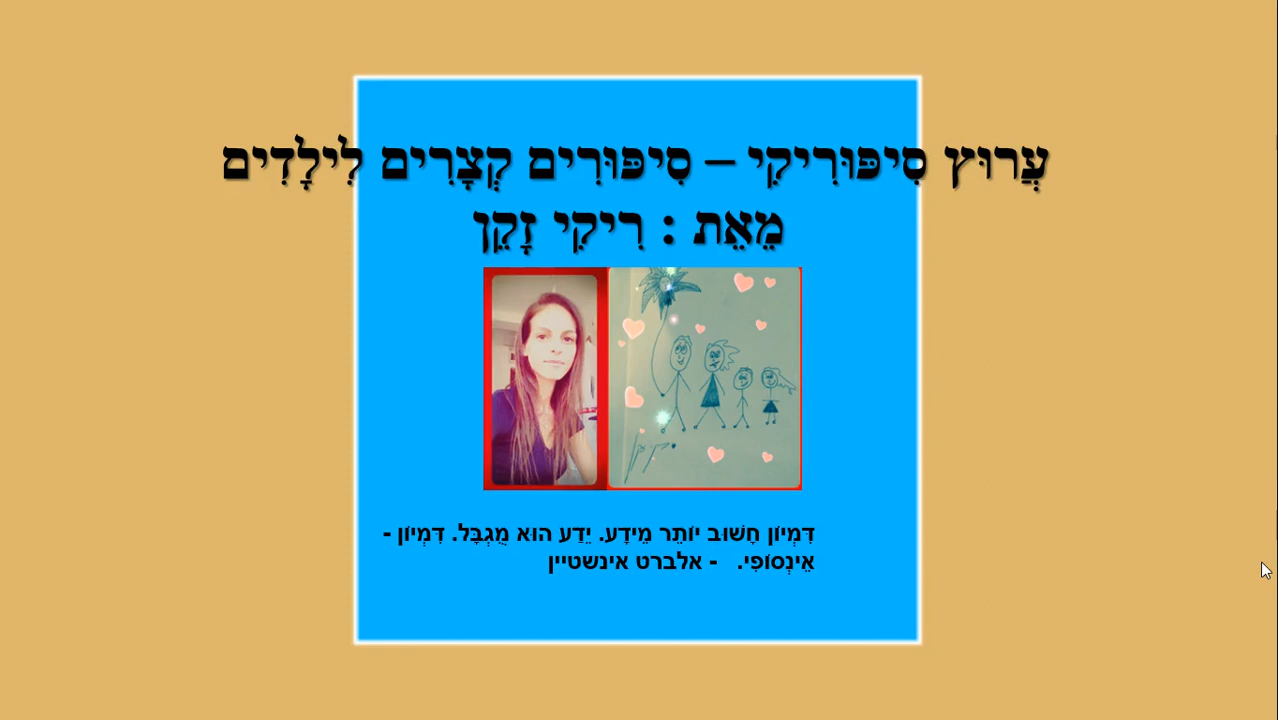 עֲרוּץ סִיפּוּרִיקִי – סִיפּוּרִים קְצָרִים לִילָדִים
מֵאֵת : רִיקִי זָקֵן
דִּמְיוֹן חָשׁוּב יוֹתֵר מֵידָע. יֵדַע הוּא מֻגְבָּל. דִּמְיוֹן -
אֵינְסוֹפִי. - אלברט אינשטיין